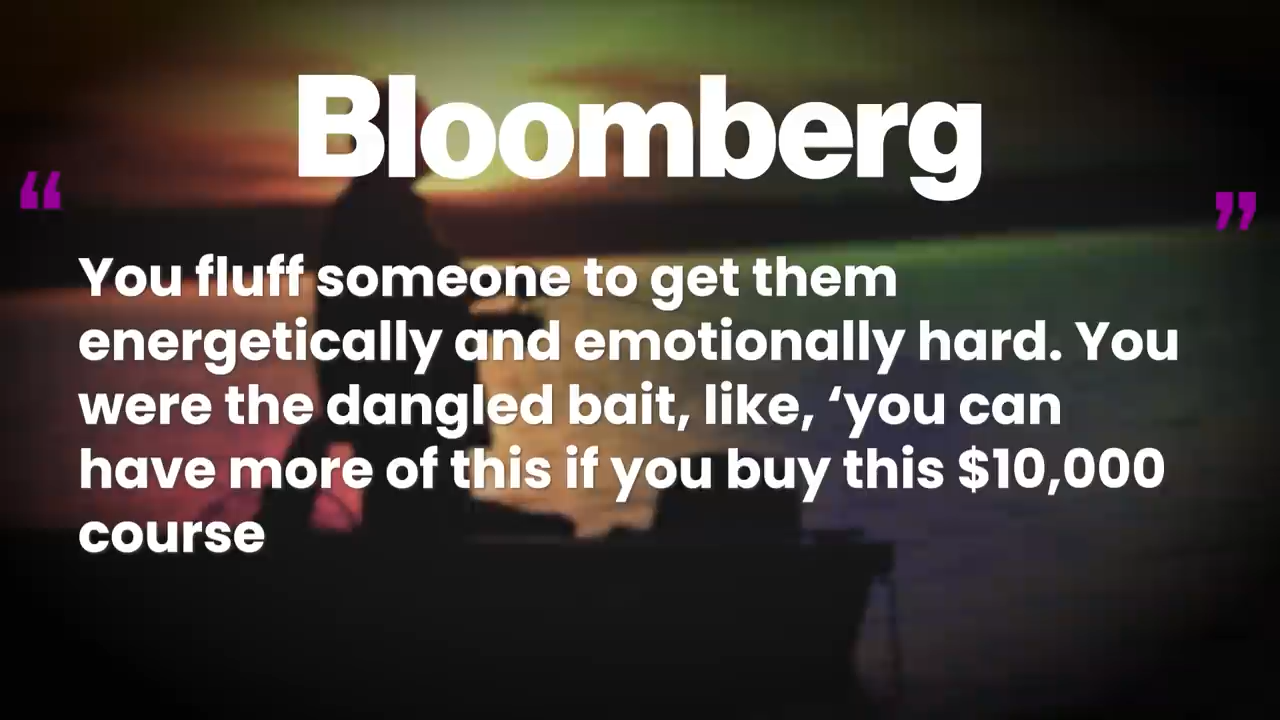 Bloomberg
“ ”
You fluff someone to get them
energetically and emotionally hard. You
were the dangled bait, like, ‘you can
have more of this if you buy this $10,000
course